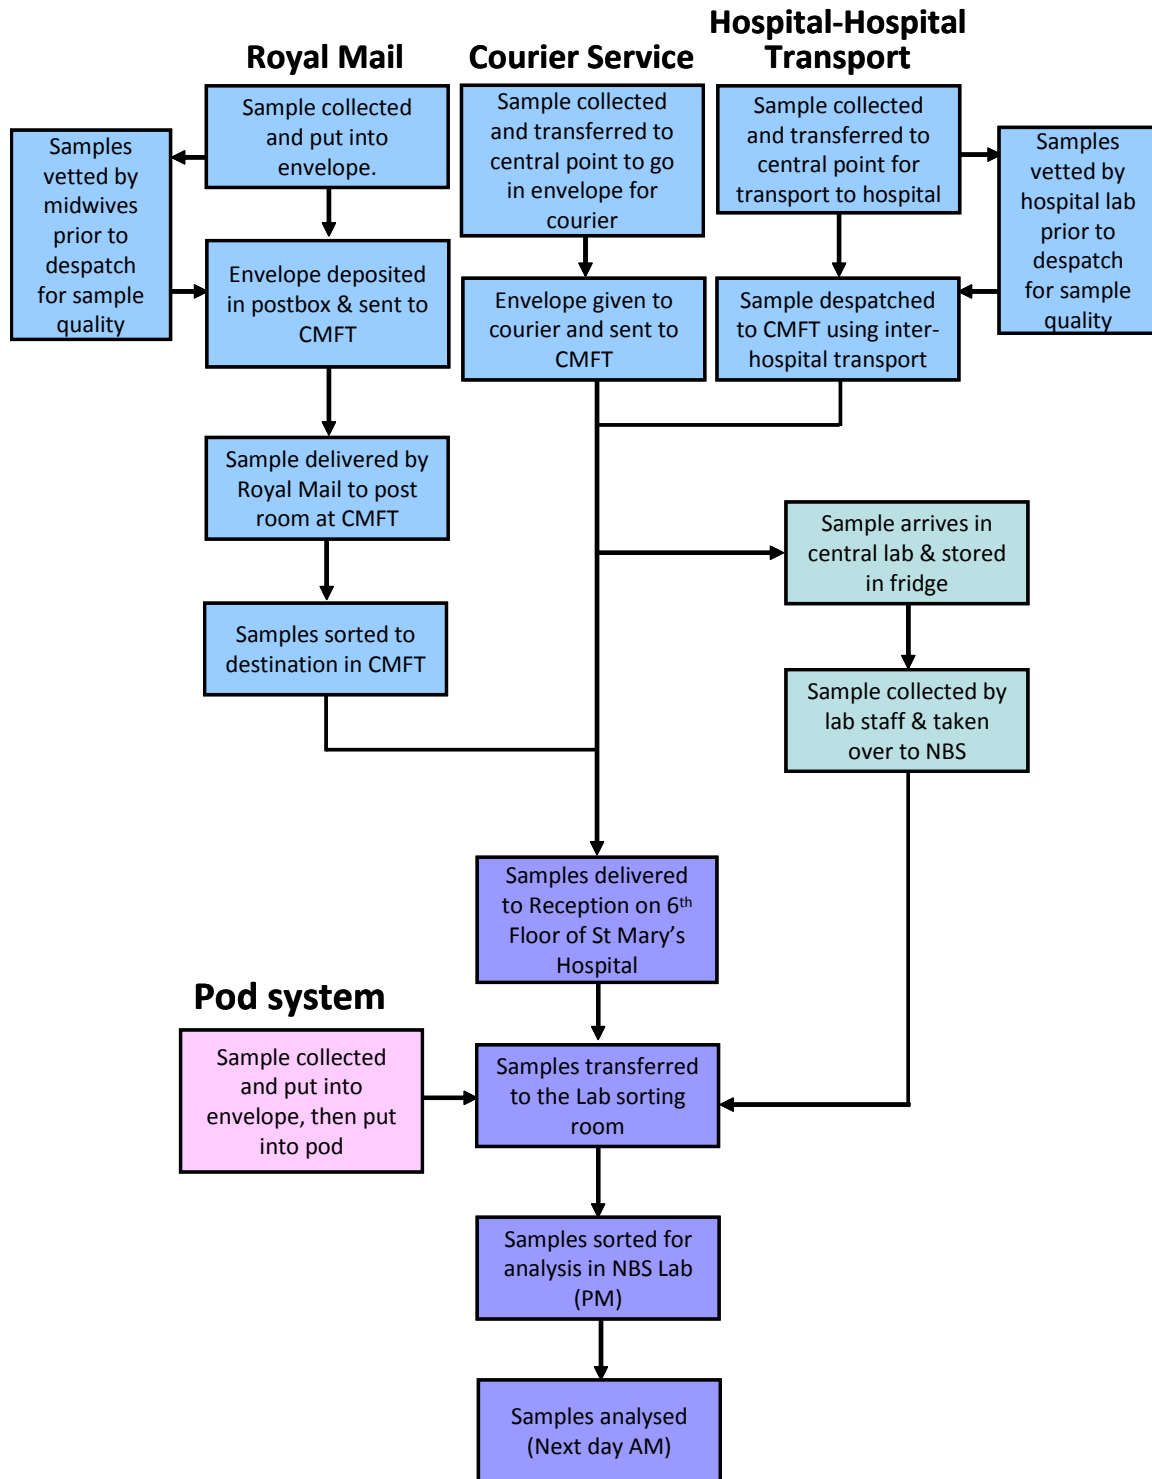 Royal Mail
Sample collected
and put into
envelope.
Samples
vetted by
midwives
prior to
despatch
for sample
quality
Envelope deposited
in postbox & sent to
CMFT
Sample delivered by
Royal Mail to post
room at CMFT
Samples sorted to
destination in CMFT
Courier Service
Sample collected
and transferred to
central point to go
in envelope for
courier
Envelope given to
courier and sent to
CMFT
Hospital-Hospital
Transport
Sample collected
and transferred to
central point for
transport to hospital
Samples
vetted by
hospital lab
prior to
despatch
for sample
quality
Sample despatched
to CMFT using inter-
hospital transport
Sample arrives in
central lab & stored
in fridge
Sample collected by
lab staff & taken
over to NBS
Samples delivered
to Reception on 6th
Floor of St Mary’s
Hospital
Pod system
Sample collected
and put into
envelope, then put
into pod
Samples transferred
to the Lab sorting
room
Samples sorted for
analysis in NBS Lab
(PM)
Samples analysed
(Next day AM)